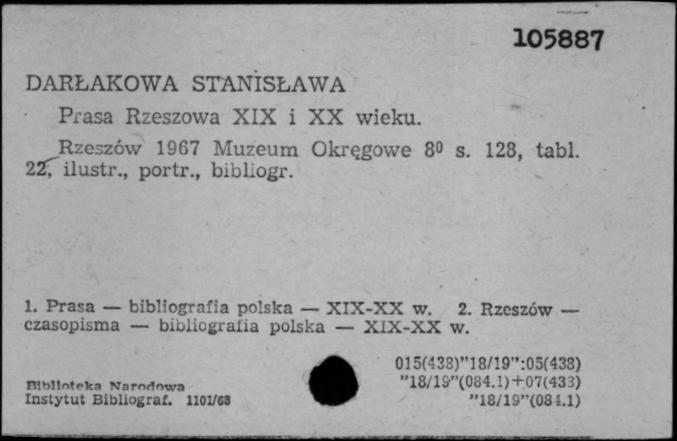 105887
DARŁAKOWA STANISŁAWA
Prasa Rzeszowa XIX i XX wieku.
Rzeszów 1967 Muzeum Okręgowe 8º s. 128, tabl.
22, ilustr., portr., bibliogr.
1. Prasa — bibliografia polska — XIX-XX w. 2. Rzeszów —
czasopisma — bibliografia polska — XIX-XX w.
015(438)”18/19”:05(438)
”18/19”(084.1)+07(438)
”18/19”(084.1)
Biblioteka Narodowa
Instytut Bibliograf. 1101/68